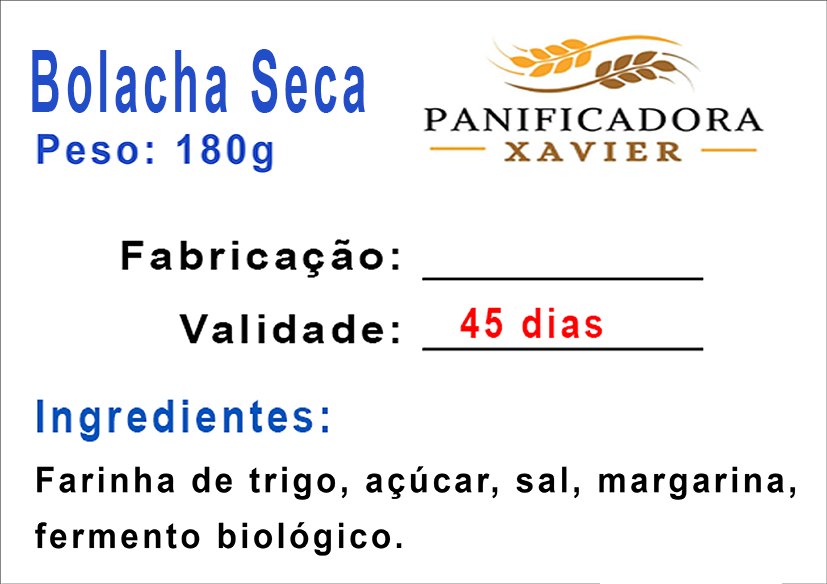 Bolacha Seca
Peso: 180g
PANIFICADORA
XAVIER
Fabricação:
Validade: 45 dias
Ingredientes:
Farinha de trigo, açúcar, sal, margarina,
fermento biológico.